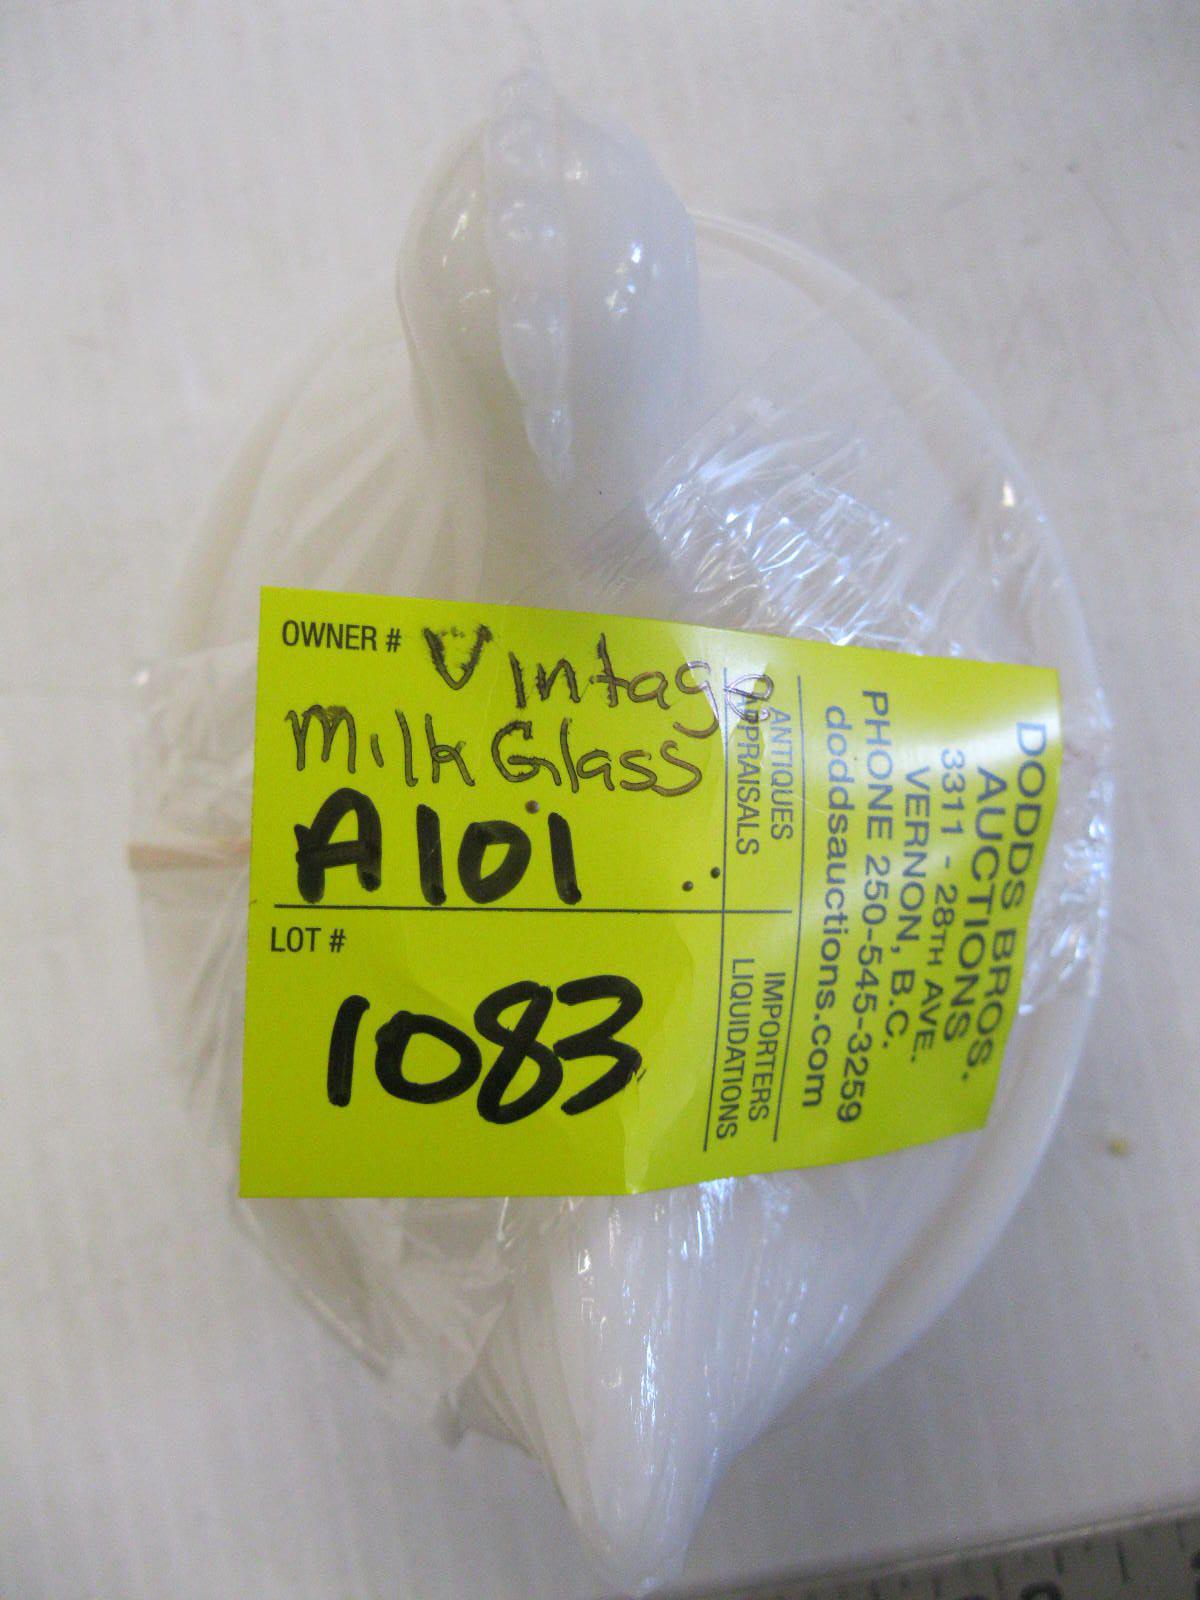 OWNER # Vintage
Milk Glass
A101
LOT #
1083
ANTIQUES
APPRAISALS
IMPORTERS
LIQUIDATIONS
DODDS BROS.
AUCTIONS
3311 - 28TH AVE.
VERNON, B.C.
PHONE 250-545-3259
doddsauctions.com